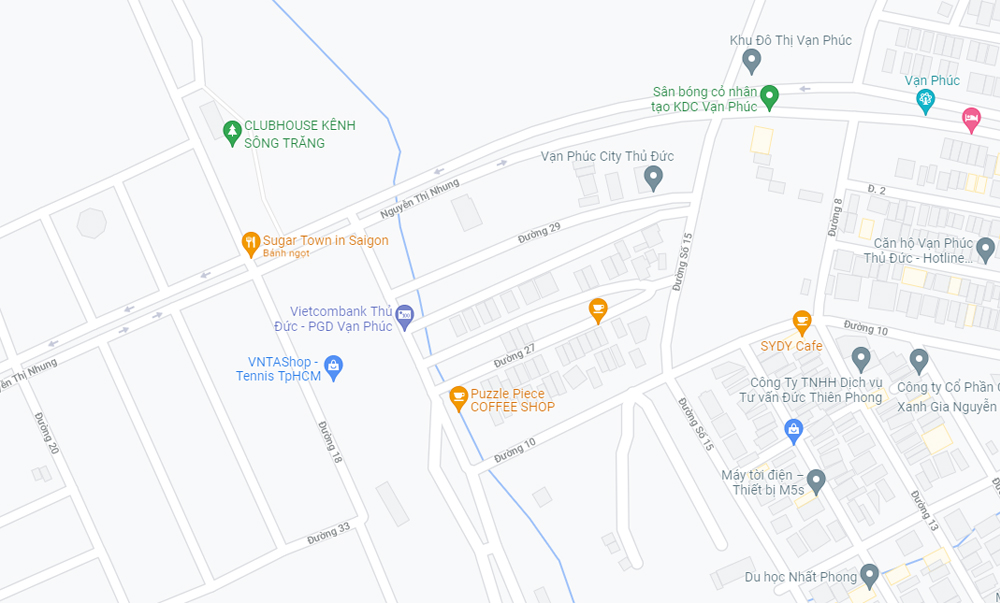 Khu Đô Thị Vạn Phúc
Vạn Phúc
Sân bóng cỏ nhân
tạo KDC Vạn Phúc
CLUBHOUSE KÊNH
SÔNG TRĂNG
Vạn Phúc City Thủ Đức
Nguyễn Thị Nhung
Đ. 2
Đường 8
Đường 29
Sugar Town in Saigon
Bánh ngọt
Căn hộ Vạn Phúc
Thủ Đức - Hotline...
Đường Số 15
Vietcombank Thủ
Đức - PGD Vạn Phúc
Đường 10
SYDY Cafe
Đường 27
VNTAShop -
Tennis TpHCM
yễn Thị Nhung
Công Ty TNHH Dịch vụ
Tư vấn Đức Thiên Phong
Công ty Cổ Phần
Xanh Gia Nguyễn
Puzzle Piece
COFFEE SHOP
Đường 20
Đường 18
Đường Số 15
Đường 10
Máy tời điện –
Thiết bị M5s
Đường 13
Đường 33
Du học Nhất Phong